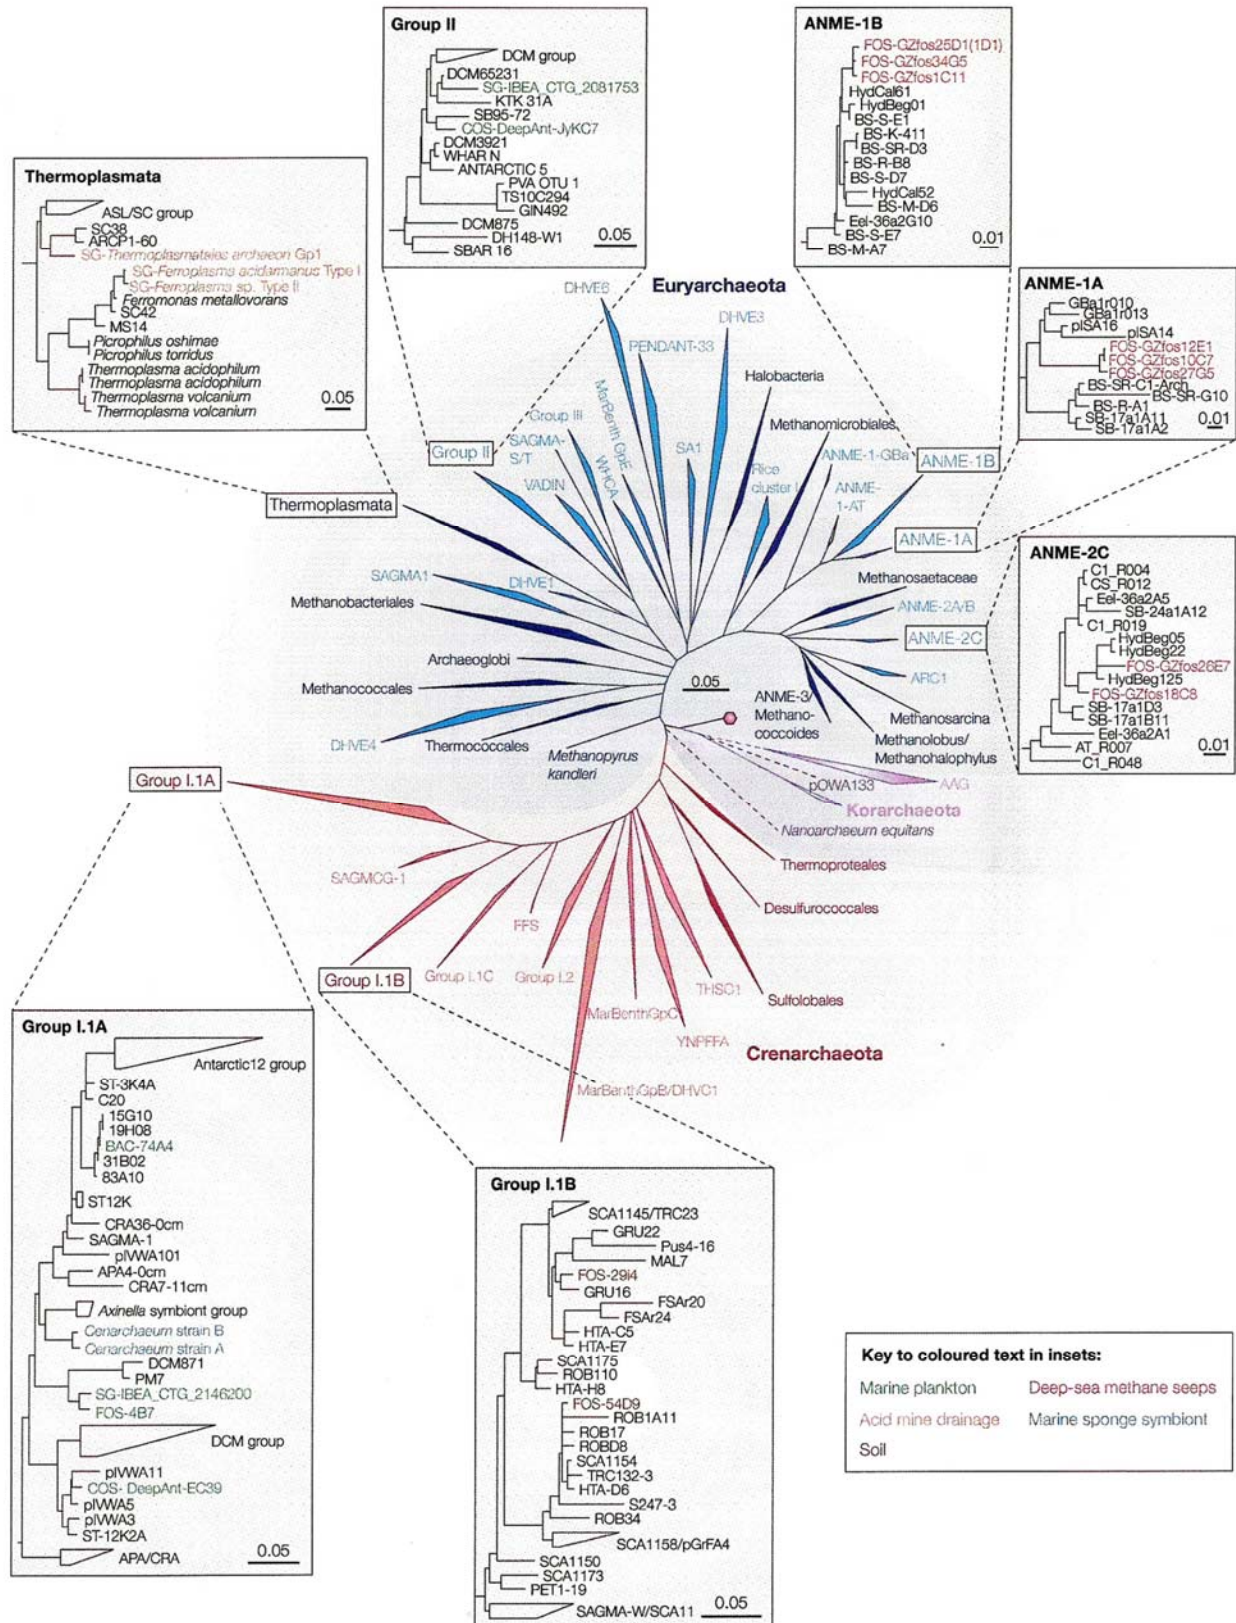 Group II
DCM group
DCM65231
SG-IBEA_CTG_2081753
KTK 31A
SB95-72
COS-DeepAnt-JyKC7
DCM3921
WHAR N
ANTARCTIC 5
PVA OTU 1
TS10C294
GIN492
DCM875
DH148-W1
SBAR 16
0.05
ANME-1B
FOS-GZfos25D1(1D1)
FOS-GZfos34G5
FOS-GZfos1C11
HydCal61
HydBeg01
BS-S-E1
BS-K-411
BS-SR-D3
BS-R-B8
BS-S-D7
HydCal52
BS-M-D6
Eel-36a2G10
BS-S-E7
BS-M-A7
0.01
Thermoplasmata
ASL/SC group
SC38
ARCP1-60
SG-Thermoplasmatales archaeon Gp1
SG-Ferroplasma acidarmanus Type I
SG-Ferroplasma sp. Type II
Ferromonas metallovorans
SC42
MS14
Picrophilus oshimae
Picrophilus torridus
Thermoplasma acidophilum
Thermoplasma acidophilum
Thermoplasma volcanium
Thermoplasma volcanium
0.05
ANME-1A
GBa1r010
GBa1r013
pISA16
pISA14
FOS-GZfos12E1
FOS-GZfos10C7
FOS-GZfos27G5
BS-SR-C1-Arch
BS-SR-G10
BS-R-A1
SB-17a1A11
SB-17a1A2
0.01
Euryarchaeota
DHVE6
DHVE3
PENDANT-33
Halobacteria
Methanomicrobiales
Group III
MarBenth GpE
SAGMA-
S/T
WHCA
SA1
Rice
cluster I
ANME-1-GBa
ANME-
1-AT
Group II
VADIN
ANME-1B
Thermoplasmata
ANME-1A
SAGMA1
DHVE1
Methanosaetaceae
Methanobacteriales
ANME-2A/B
ANME-2C
Archaeoglobi
ARC1
Methanococcales
0.05
ANME-3/
Methano-
coccoides
Methanosarcina
Methanolobus/
Methanohalophylus
DHVE4
Thermococcales
Methanopyrus
kandleri
pOWA133
AAG
Korarchaeota
Nanoarchaeum equitans
Thermoproteales
Desulfurococcales
Sulfolobales
THSC1
YNPFFA
MarBenthGpC
Crenarchaeota
MarBenthGpB/DHVC1
Group I.2
FFS
Group I.1C
Group I.1B
SAGMCG-1
Group I.1A
ANME-2C
C1_R004
CS_R012
Eel-36a2A5
SB-24a1A12
C1_R019
HydBeg05
HydBeg22
FOS-GZfos26E7
HydBeg125
FOS-GZfos18C8
SB-17a1D3
SB-17a1B11
Eel-36a2A1
AT_R007
C1_R048
0.01
Group I.1A
Antarctic12 group
ST-3K4A
C20
15G10
19H08
BAC-74A4
31B02
83A10
ST12K
CRA36-0cm
SAGMA-1
pIVWA101
APA4-0cm
CRA7-11cm
Axinella symbiont group
Cenarchaeum strain B
Cenarchaeum strain A
DCM871
PM7
SG-IBEA_CTG_2146200
FOS-4B7
DCM group
pIVWA11
COS- DeepAnt-EC39
pIVWA5
pIVWA3
ST-12K2A
APA/CRA
0.05
Group I.1B
SCA1145/TRC23
GRU22
Pus4-16
MAL7
FOS-29i4
GRU16
FSAr20
FSAr24
HTA-C5
HTA-E7
SCA1175
ROB110
HTA-H8
FOS-54D9
ROB1A11
ROB17
ROBD8
SCA1154
TRC132-3
HTA-D6
S247-3
ROB34
SCA1158/pGrFA4
SCA1150
SCA1173
PET1-19
SAGMA-W/SCA11
0.05
Key to coloured text in insets:
Marine plankton
Deep-sea methane seeps
Acid mine drainage
Marine sponge symbiont
Soil